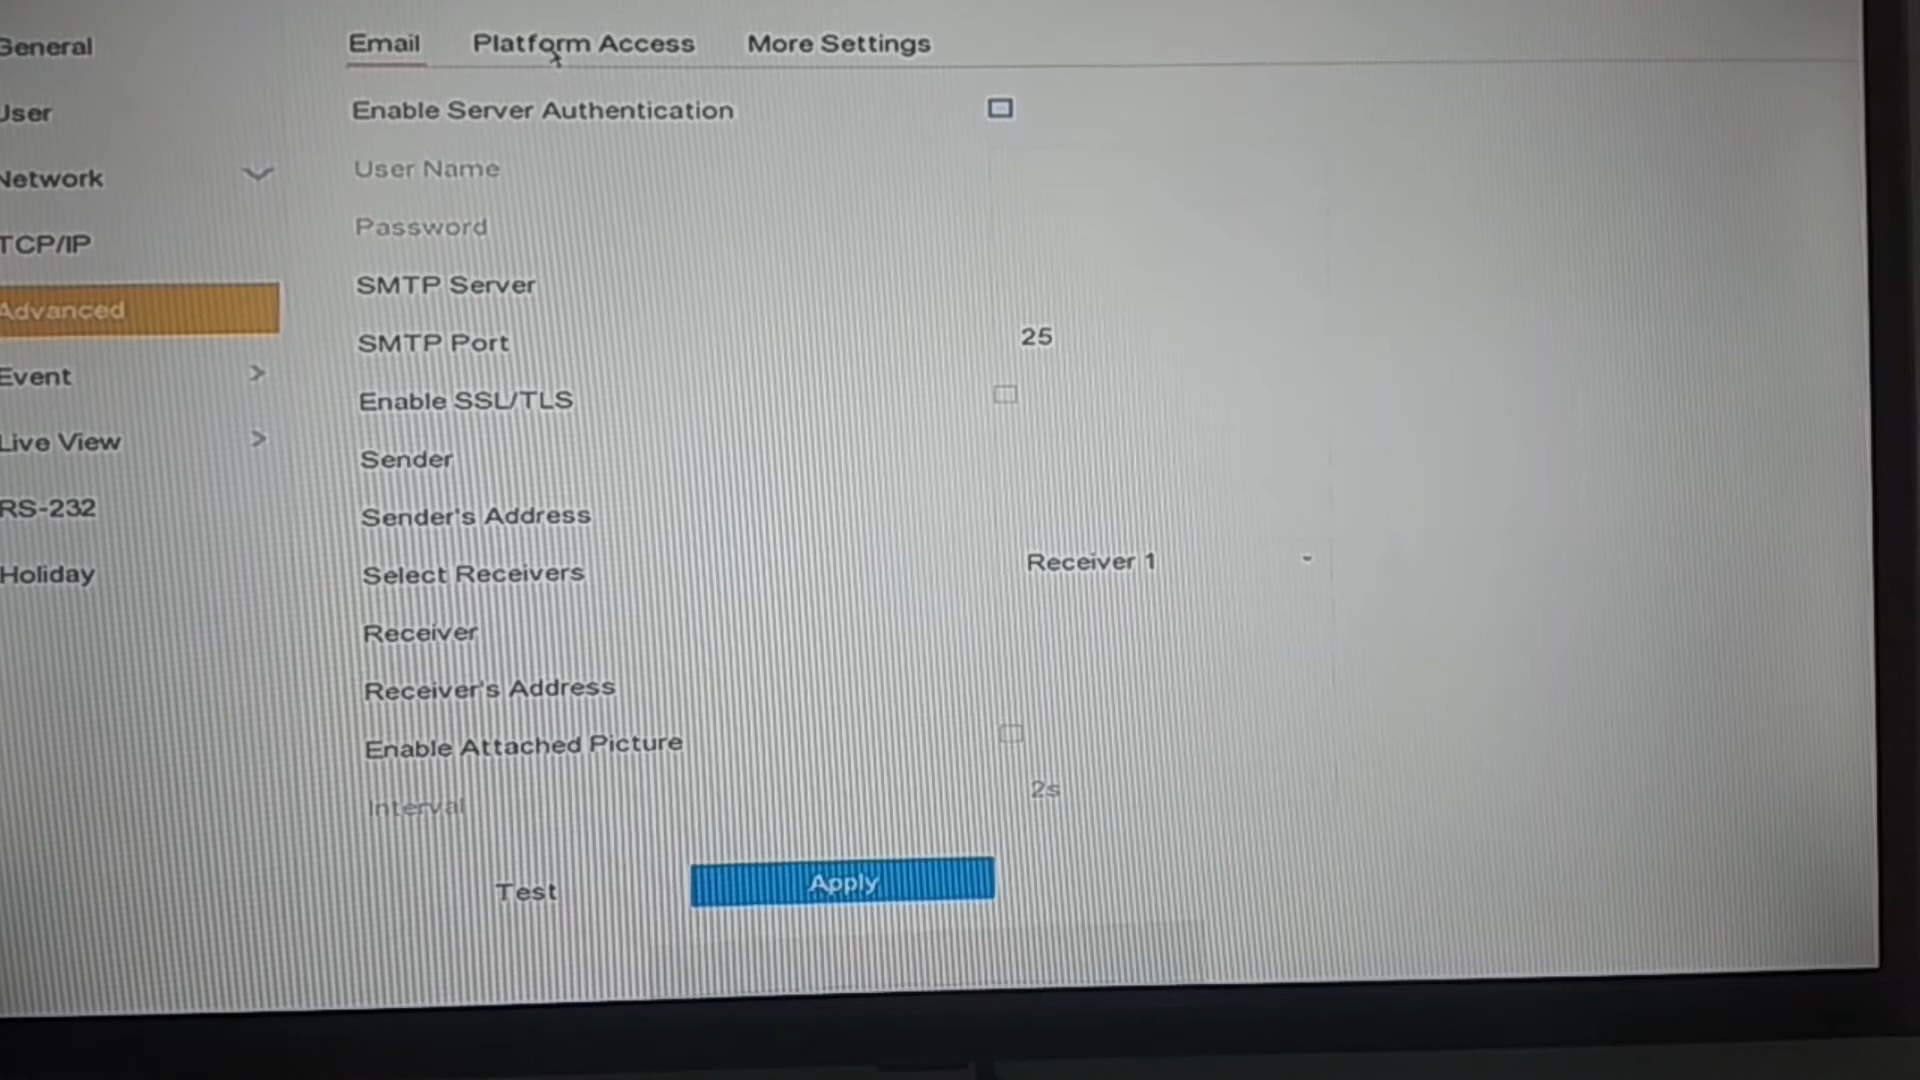 General
User
Network
TCP/IP
Advanced
Event
Live View
RS-232
Holiday
Email Platform Access More Settings
Enable Server Authentication
User Name
Password
SMTP Server
SMTP Port 25
Enable SSL/TLS
Sender
Sender's Address
Select Receivers Receiver 1
Receiver
Receiver's Address
Enable Attached Picture
Interval 2s
Test Apply